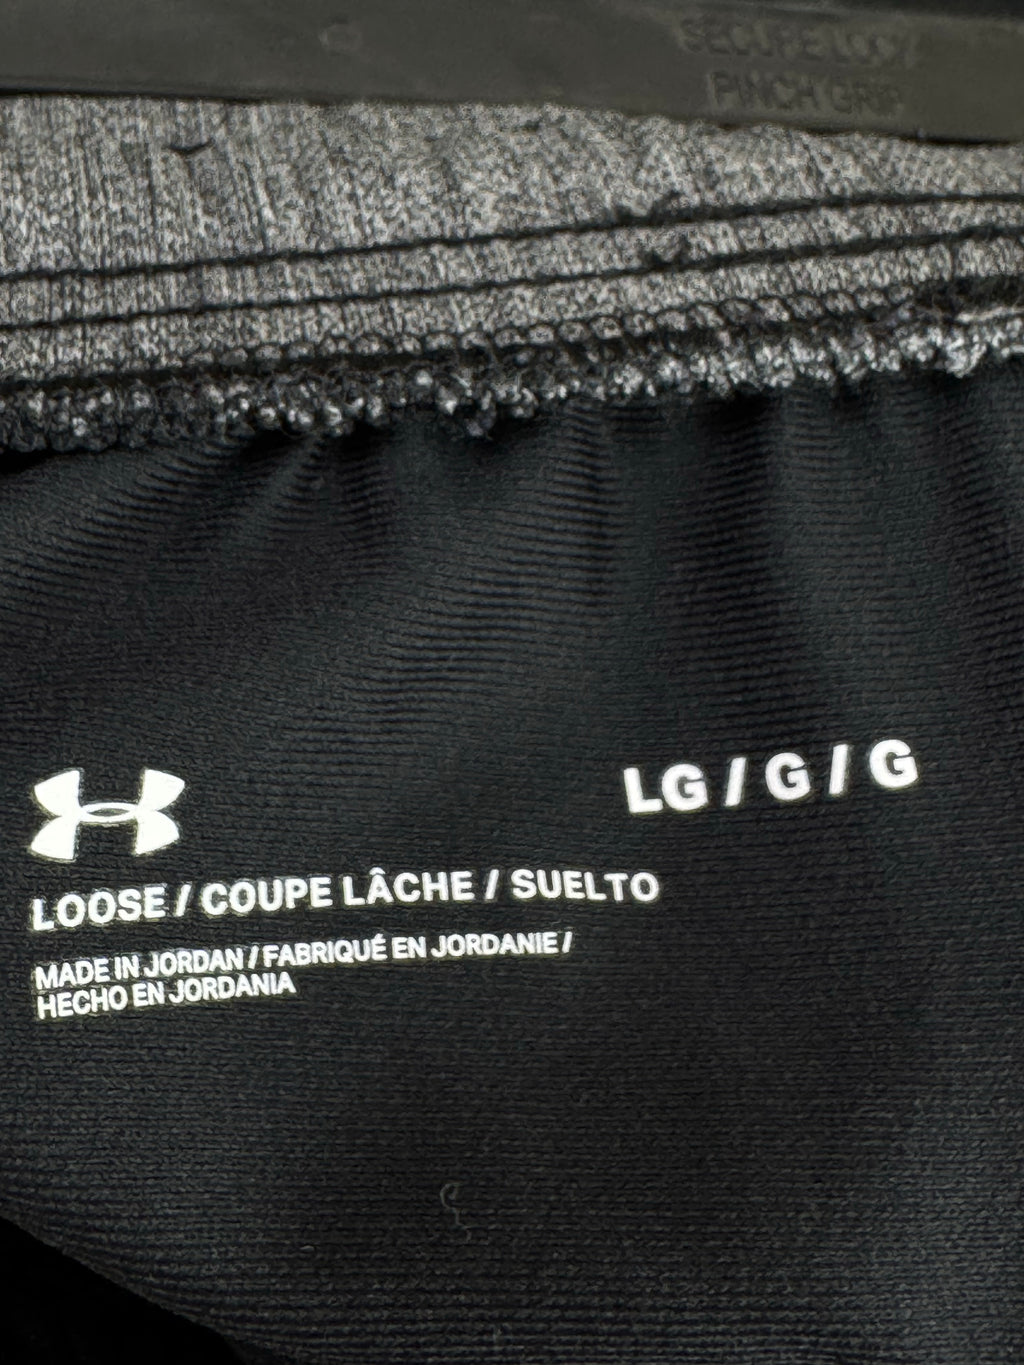 SECURE LOCK
PINCH GRIP
LG / G / G
LOOSE / COUPE LÂCHE / SUELTO
MADE IN JORDAN / FABRIQUÉ EN JORDANIE /
HECHO EN JORDANIA